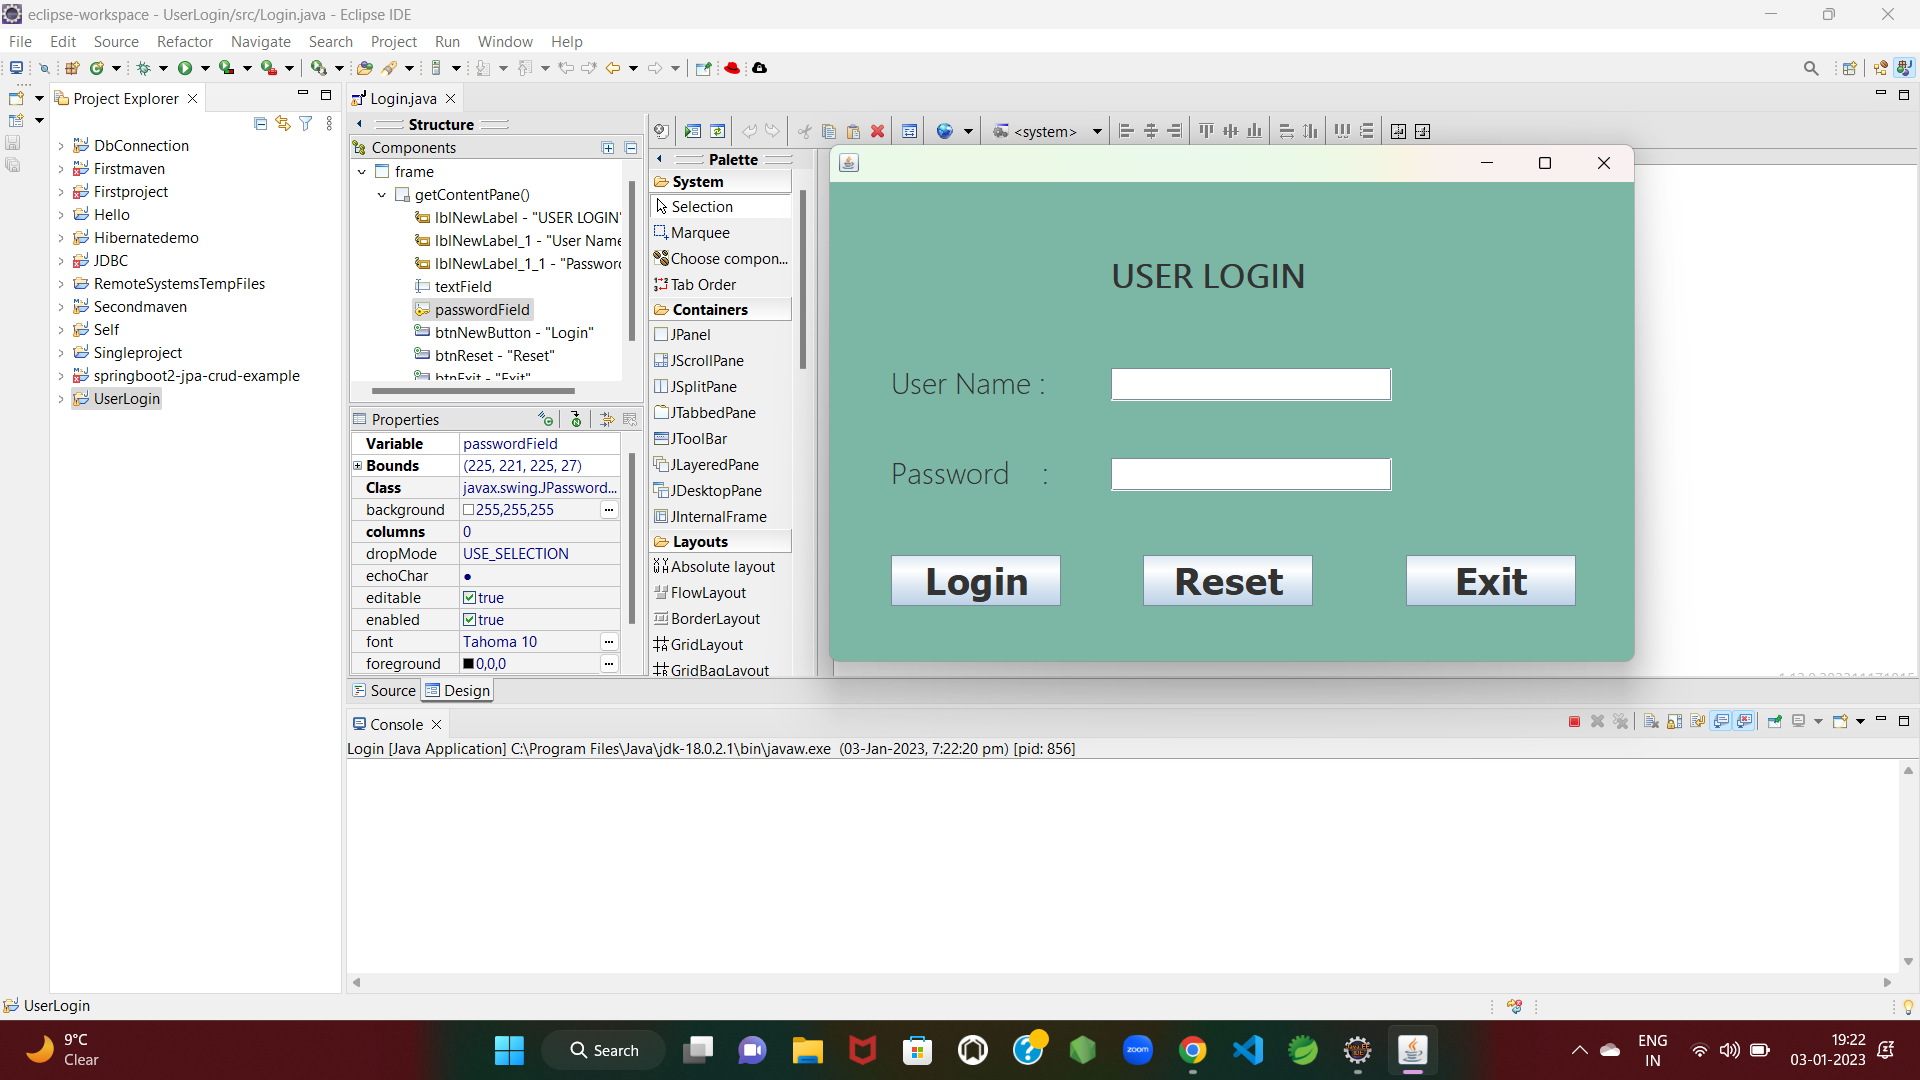 eclipse-workspace - UserLogin/src/Login.java - Eclipse IDE
File Edit Source Refactor Navigate Search Project Run Window Help
Project Explorer
DbConnection
Firstmaven
Firstproject
Hello
Hibernatedemo
JDBC
RemoteSystemsTempFiles
Secondmaven
Self
Singleproject
springboot2-jpa-crud-example
UserLogin
Login.java
Structure
Components
frame
getContentPane()
lblNewLabel - "USER LOGIN"
lblNewLabel_1 - "User Name
lblNewLabel_1_1 - "Password
textField
passwordField
btnNewButton - "Login"
btnReset - "Reset"
btnExit - "Exit"
Properties
Variable passwordField
Bounds (225, 221, 225, 27)
Class javax.swing.JPassword...
background 255,255,255
columns 0
dropMode USE_SELECTION
echoChar ●
editable true
enabled true
font Tahoma 10
foreground 0,0,0
Source Design
<system>
Palette
System
Selection
Marquee
Choose compon...
Tab Order
Containers
JPanel
JScrollPane
JSplitPane
JTabbedPane
JToolBar
JLayeredPane
JDesktopPane
JInternalFrame
Layouts
Absolute layout
FlowLayout
BorderLayout
GridLayout
GridBagLayout
USER LOGIN
User Name :
Password :
Login Reset Exit
Console
Login [Java Application] C:\Program Files\Java\jdk-18.0.2.1\bin\javaw.exe (03-Jan-2023, 7:22:20 pm) [pid: 856]
UserLogin
9°C
Clear
Search
zoom
ENG
IN
19:22
03-01-2023